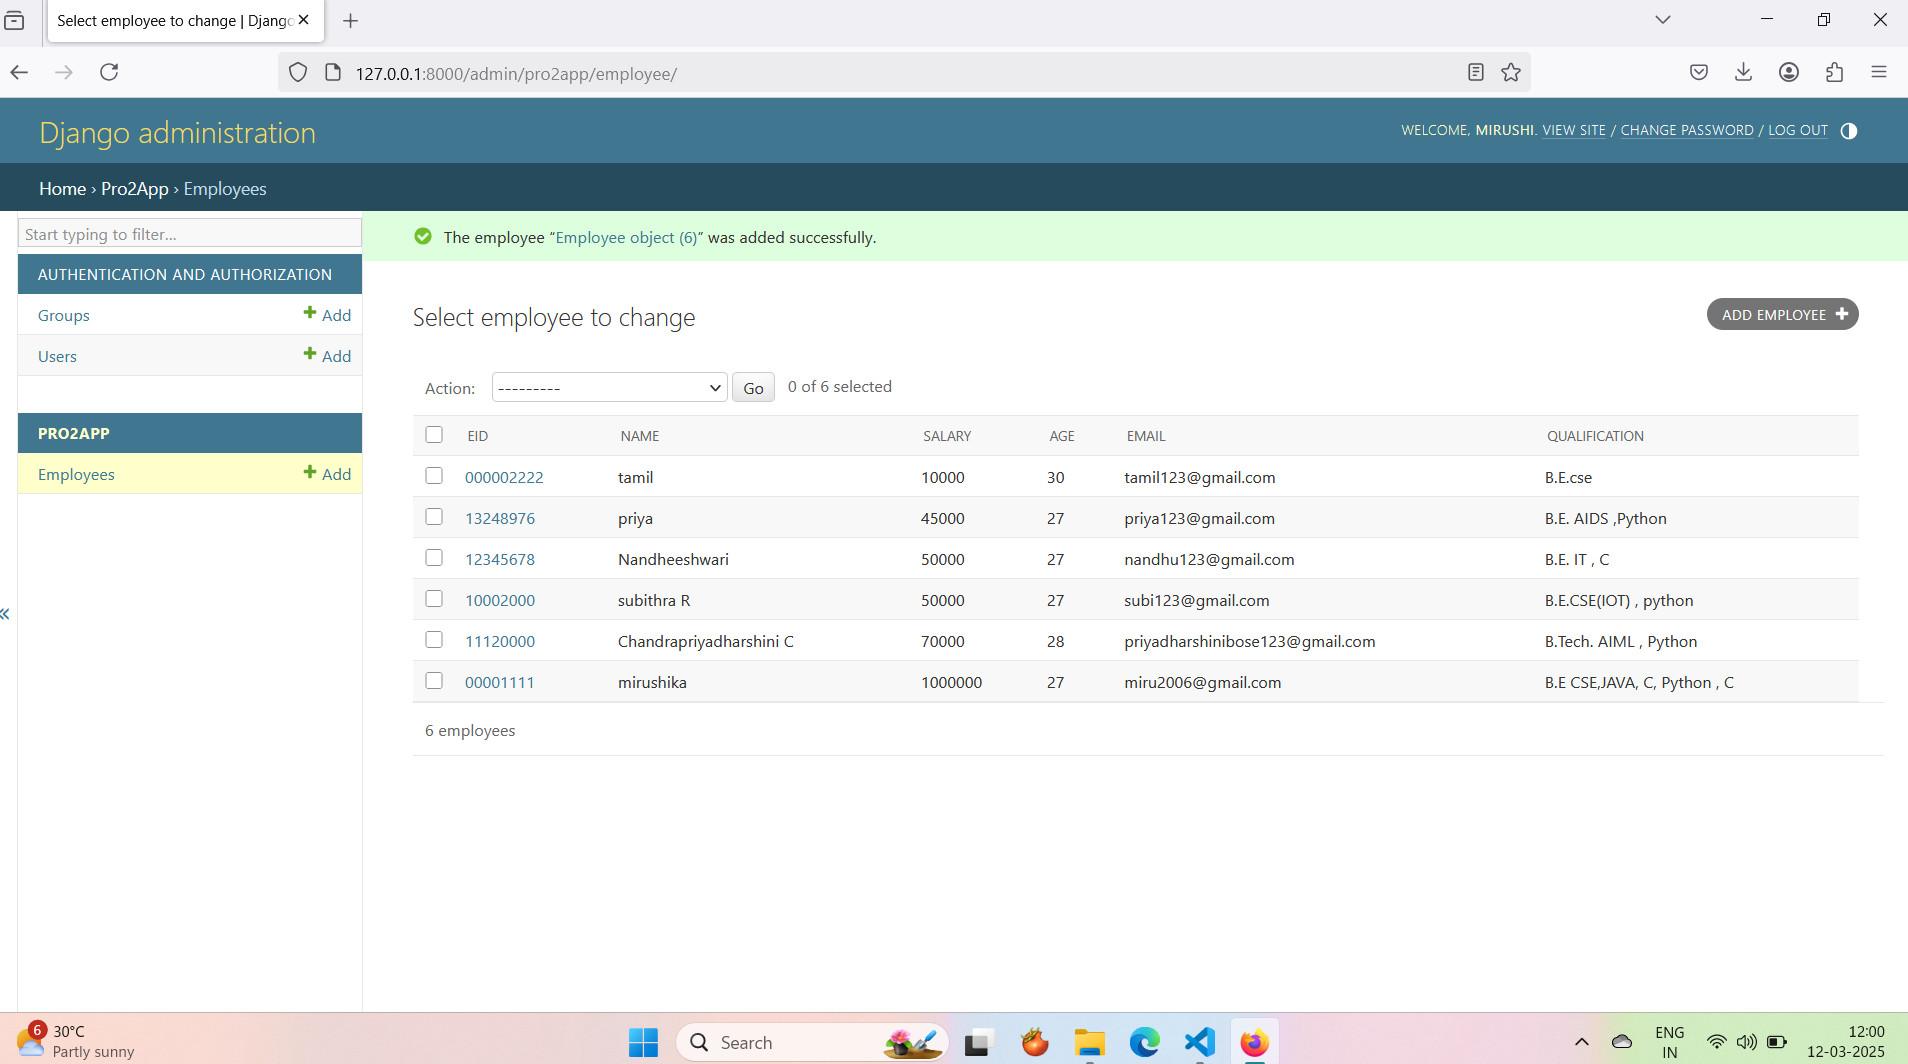 Select employee to change | Django
127.0.0.1:8000/admin/pro2app/employee/
Django administration
WELCOME, MIRUSHI. VIEW SITE / CHANGE PASSWORD / LOG OUT
Home › Pro2App › Employees
Start typing to filter...
AUTHENTICATION AND AUTHORIZATION
Groups Add
Users Add
PRO2APP
Employees Add
«
The employee “Employee object (6)” was added successfully.
Select employee to change
ADD EMPLOYEE
Action: --------- Go 0 of 6 selected
EID NAME SALARY AGE EMAIL QUALIFICATION
000002222 tamil 10000 30 tamil123@gmail.com B.E.cse
13248976 priya 45000 27 priya123@gmail.com B.E. AIDS ,Python
12345678 Nandheeshwari 50000 27 nandhu123@gmail.com B.E. IT , C
10002000 subithra R 50000 27 subi123@gmail.com B.E.CSE(IOT) , python
11120000 Chandrapriyadharshini C 70000 28 priyadharshinibose123@gmail.com B.Tech. AIML , Python
00001111 mirushika 1000000 27 miru2006@gmail.com B.E CSE,JAVA, C, Python , C
6 employees
6
30°C
Partly sunny
Search
ENG
IN
12:00
12-03-2025